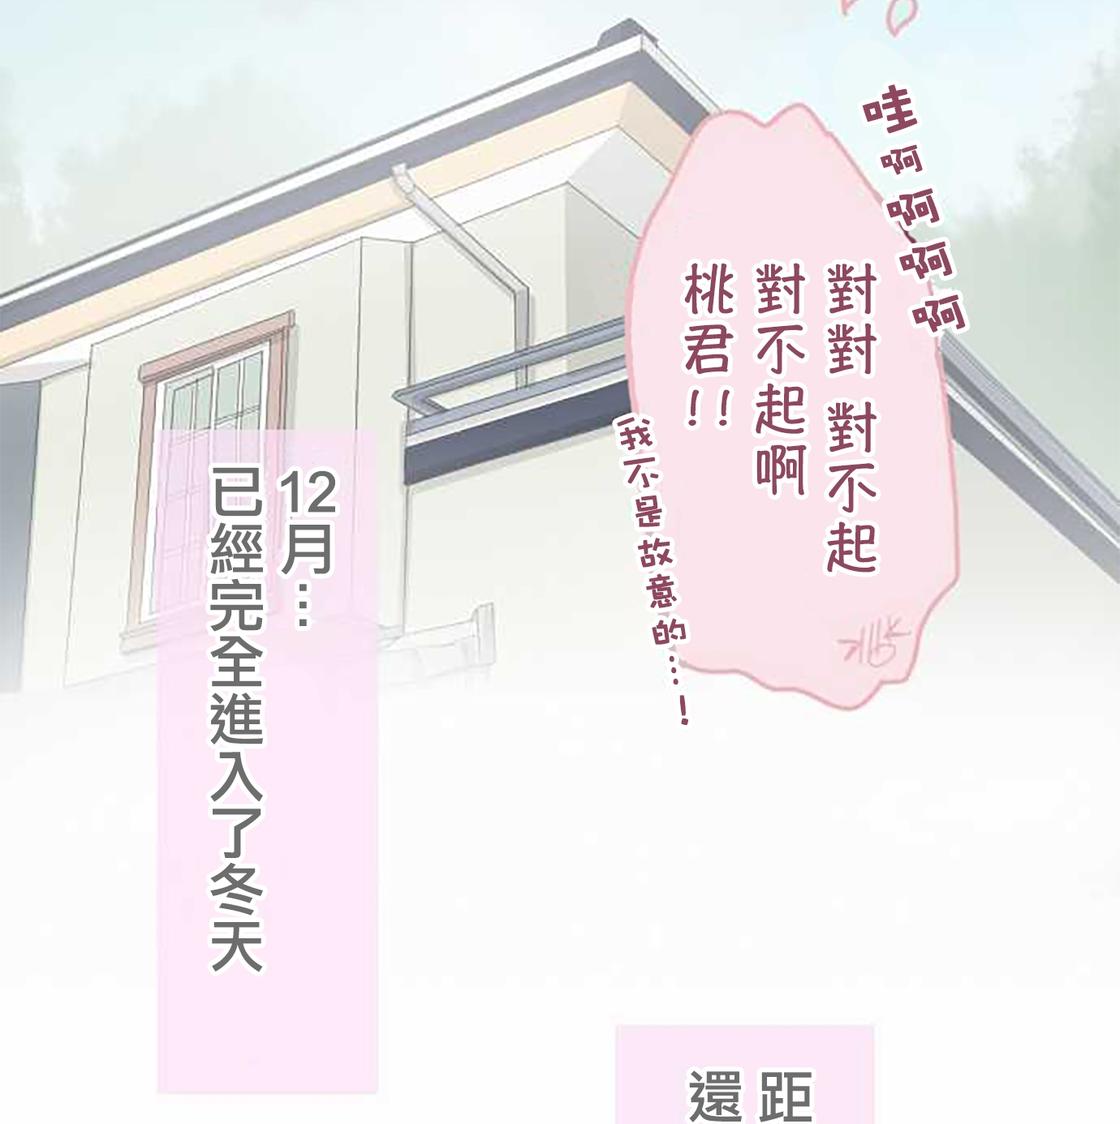 哇啊啊啊啊
對對 對不起
對不起啊
桃君!!
我不是故意的…!
12月…
已經完全進入了冬天
距
還